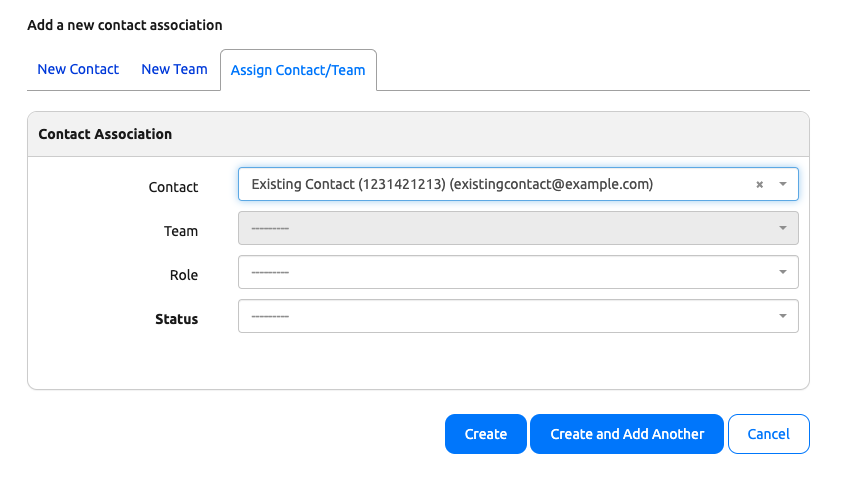 Add a new contact association
New Contact New Team Assign Contact/Team
Contact Association
Contact Existing Contact (1231421213) (existingcontact@example.com) ×
Team ---------
Role ---------
Status ---------
Create Create and Add Another Cancel